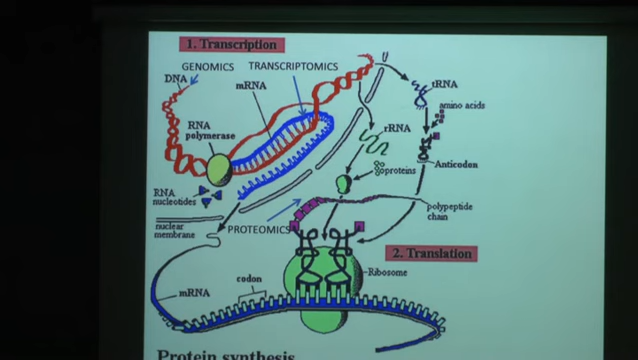 1. Transcription
GENOMICS
TRANSCRIPTOMICS
DNA
mRNA
tRNA
amino acids
RNA
polymerase
rRNA
proteins
Anticodon
RNA
nucleotides
polypeptide
chain
nuclear
membrane
PROTEOMICS
2. Translation
Ribosome
codon
mRNA
Protein synthesis